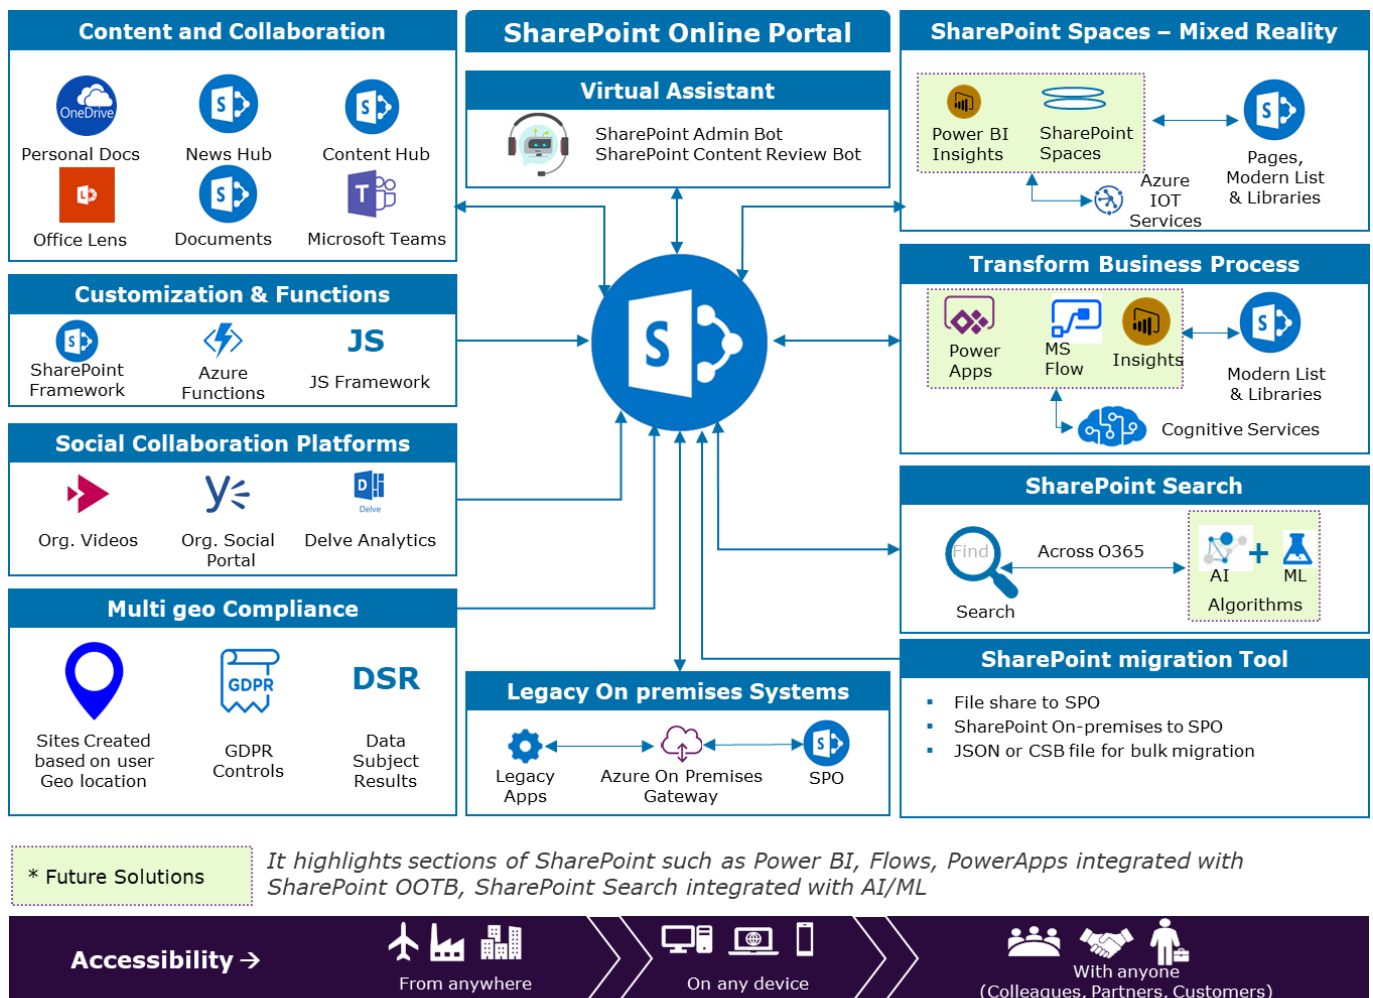 Content and Collaboration
OneDrive
Personal Docs
S
News Hub
S
Content Hub
L
Office Lens
S
Documents
T
Microsoft Teams
SharePoint Online Portal
Virtual Assistant
SharePoint Admin Bot
SharePoint Content Review Bot
SharePoint Spaces – Mixed Reality
Power BI
Insights
SharePoint
Spaces
Azure
IOT
Services
S
Pages,
Modern List
& Libraries
Customization & Functions
S
SharePoint
Framework
Azure
Functions
JS
JS Framework
S
Transform Business Process
Power
Apps
MS
Flow
Insights
S
Modern List
& Libraries
Cognitive Services
Social Collaboration Platforms
Org. Videos
Org. Social
Portal
D
Delve
Delve Analytics
SharePoint Search
Find
Search
Across O365
AI
+
ML
Algorithms
Multi geo Compliance
Sites Created
based on user
Geo location
GDPR
GDPR
Controls
DSR
Data
Subject
Results
Legacy On premises Systems
Legacy
Apps
Azure On Premises
Gateway
S
SPO
SharePoint migration Tool
▪ File share to SPO
▪ SharePoint On-premises to SPO
▪ JSON or CSB file for bulk migration
* Future Solutions
It highlights sections of SharePoint such as Power BI, Flows, PowerApps integrated with
SharePoint OOTB, SharePoint Search integrated with AI/ML
Accessibility →
From anywhere
On any device
With anyone
(Colleagues, Partners, Customers)